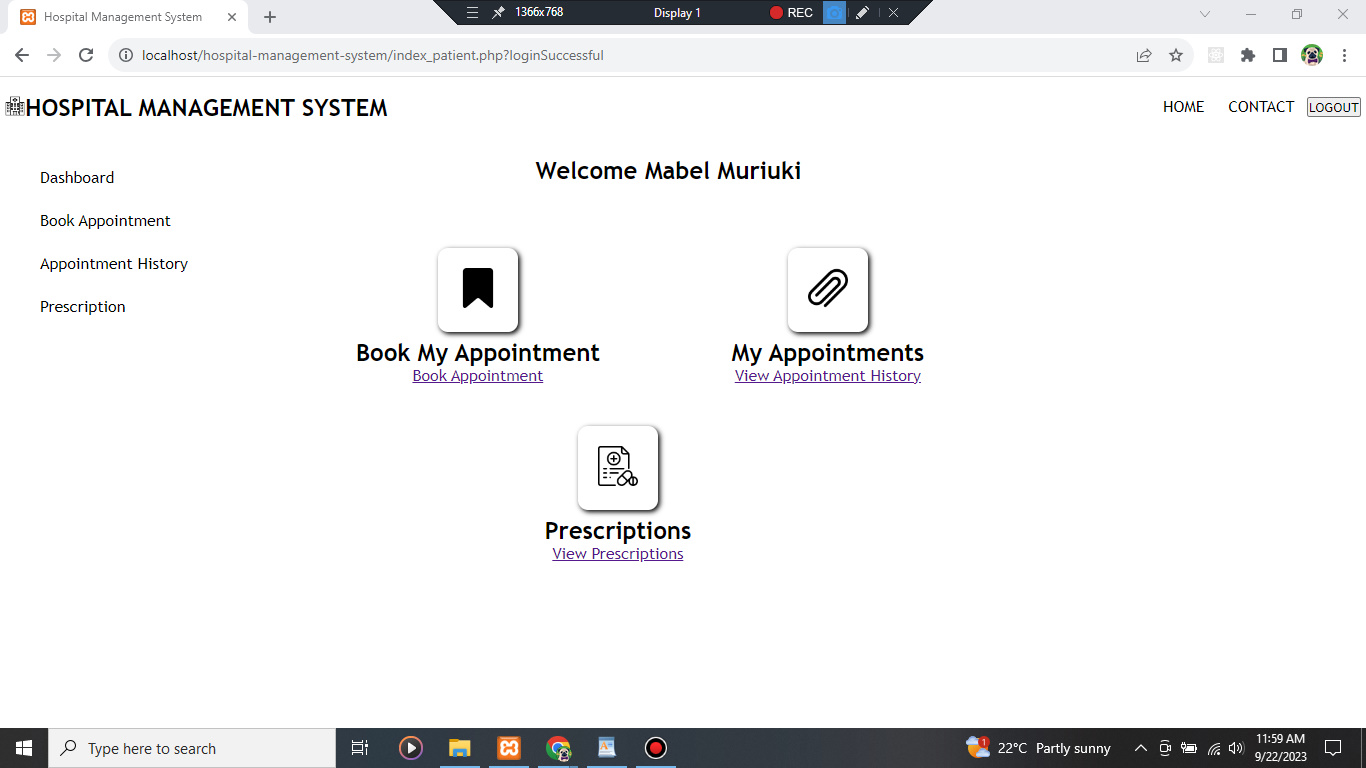 Hospital Management System
1366x768
Display 1
REC
localhost/hospital-management-system/index_patient.php?loginSuccessful
HOSPITAL MANAGEMENT SYSTEM
HOME
CONTACT
LOGOUT
Welcome Mabel Muriuki
Dashboard
Book Appointment
Appointment History
Prescription
Book My Appointment
Book Appointment
My Appointments
View Appointment History
Prescriptions
View Prescriptions
Type here to search
1
22°C Partly sunny
11:59 AM
9/22/2023